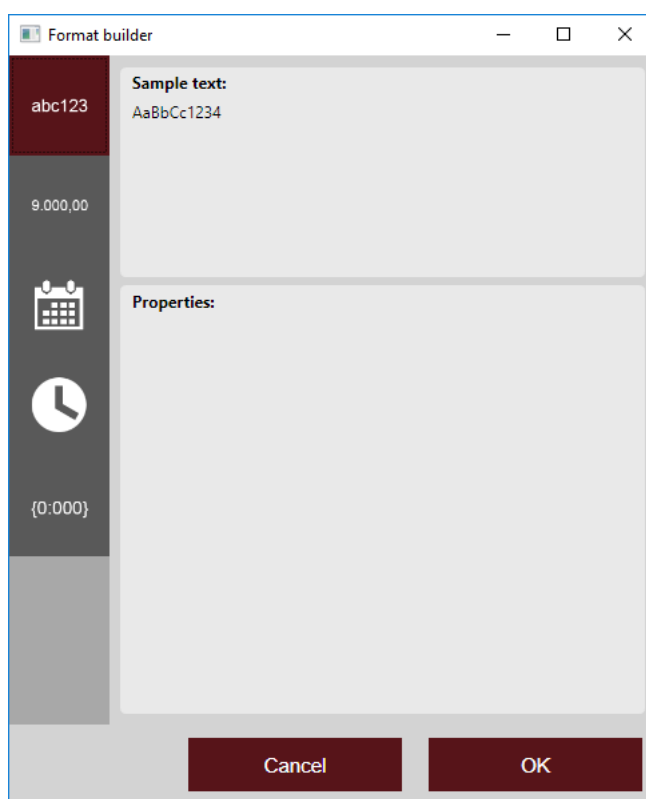 Format builder
abc123
9.000,00
{0:000}
Sample text:
AaBbCc1234
Properties:
Cancel
OK